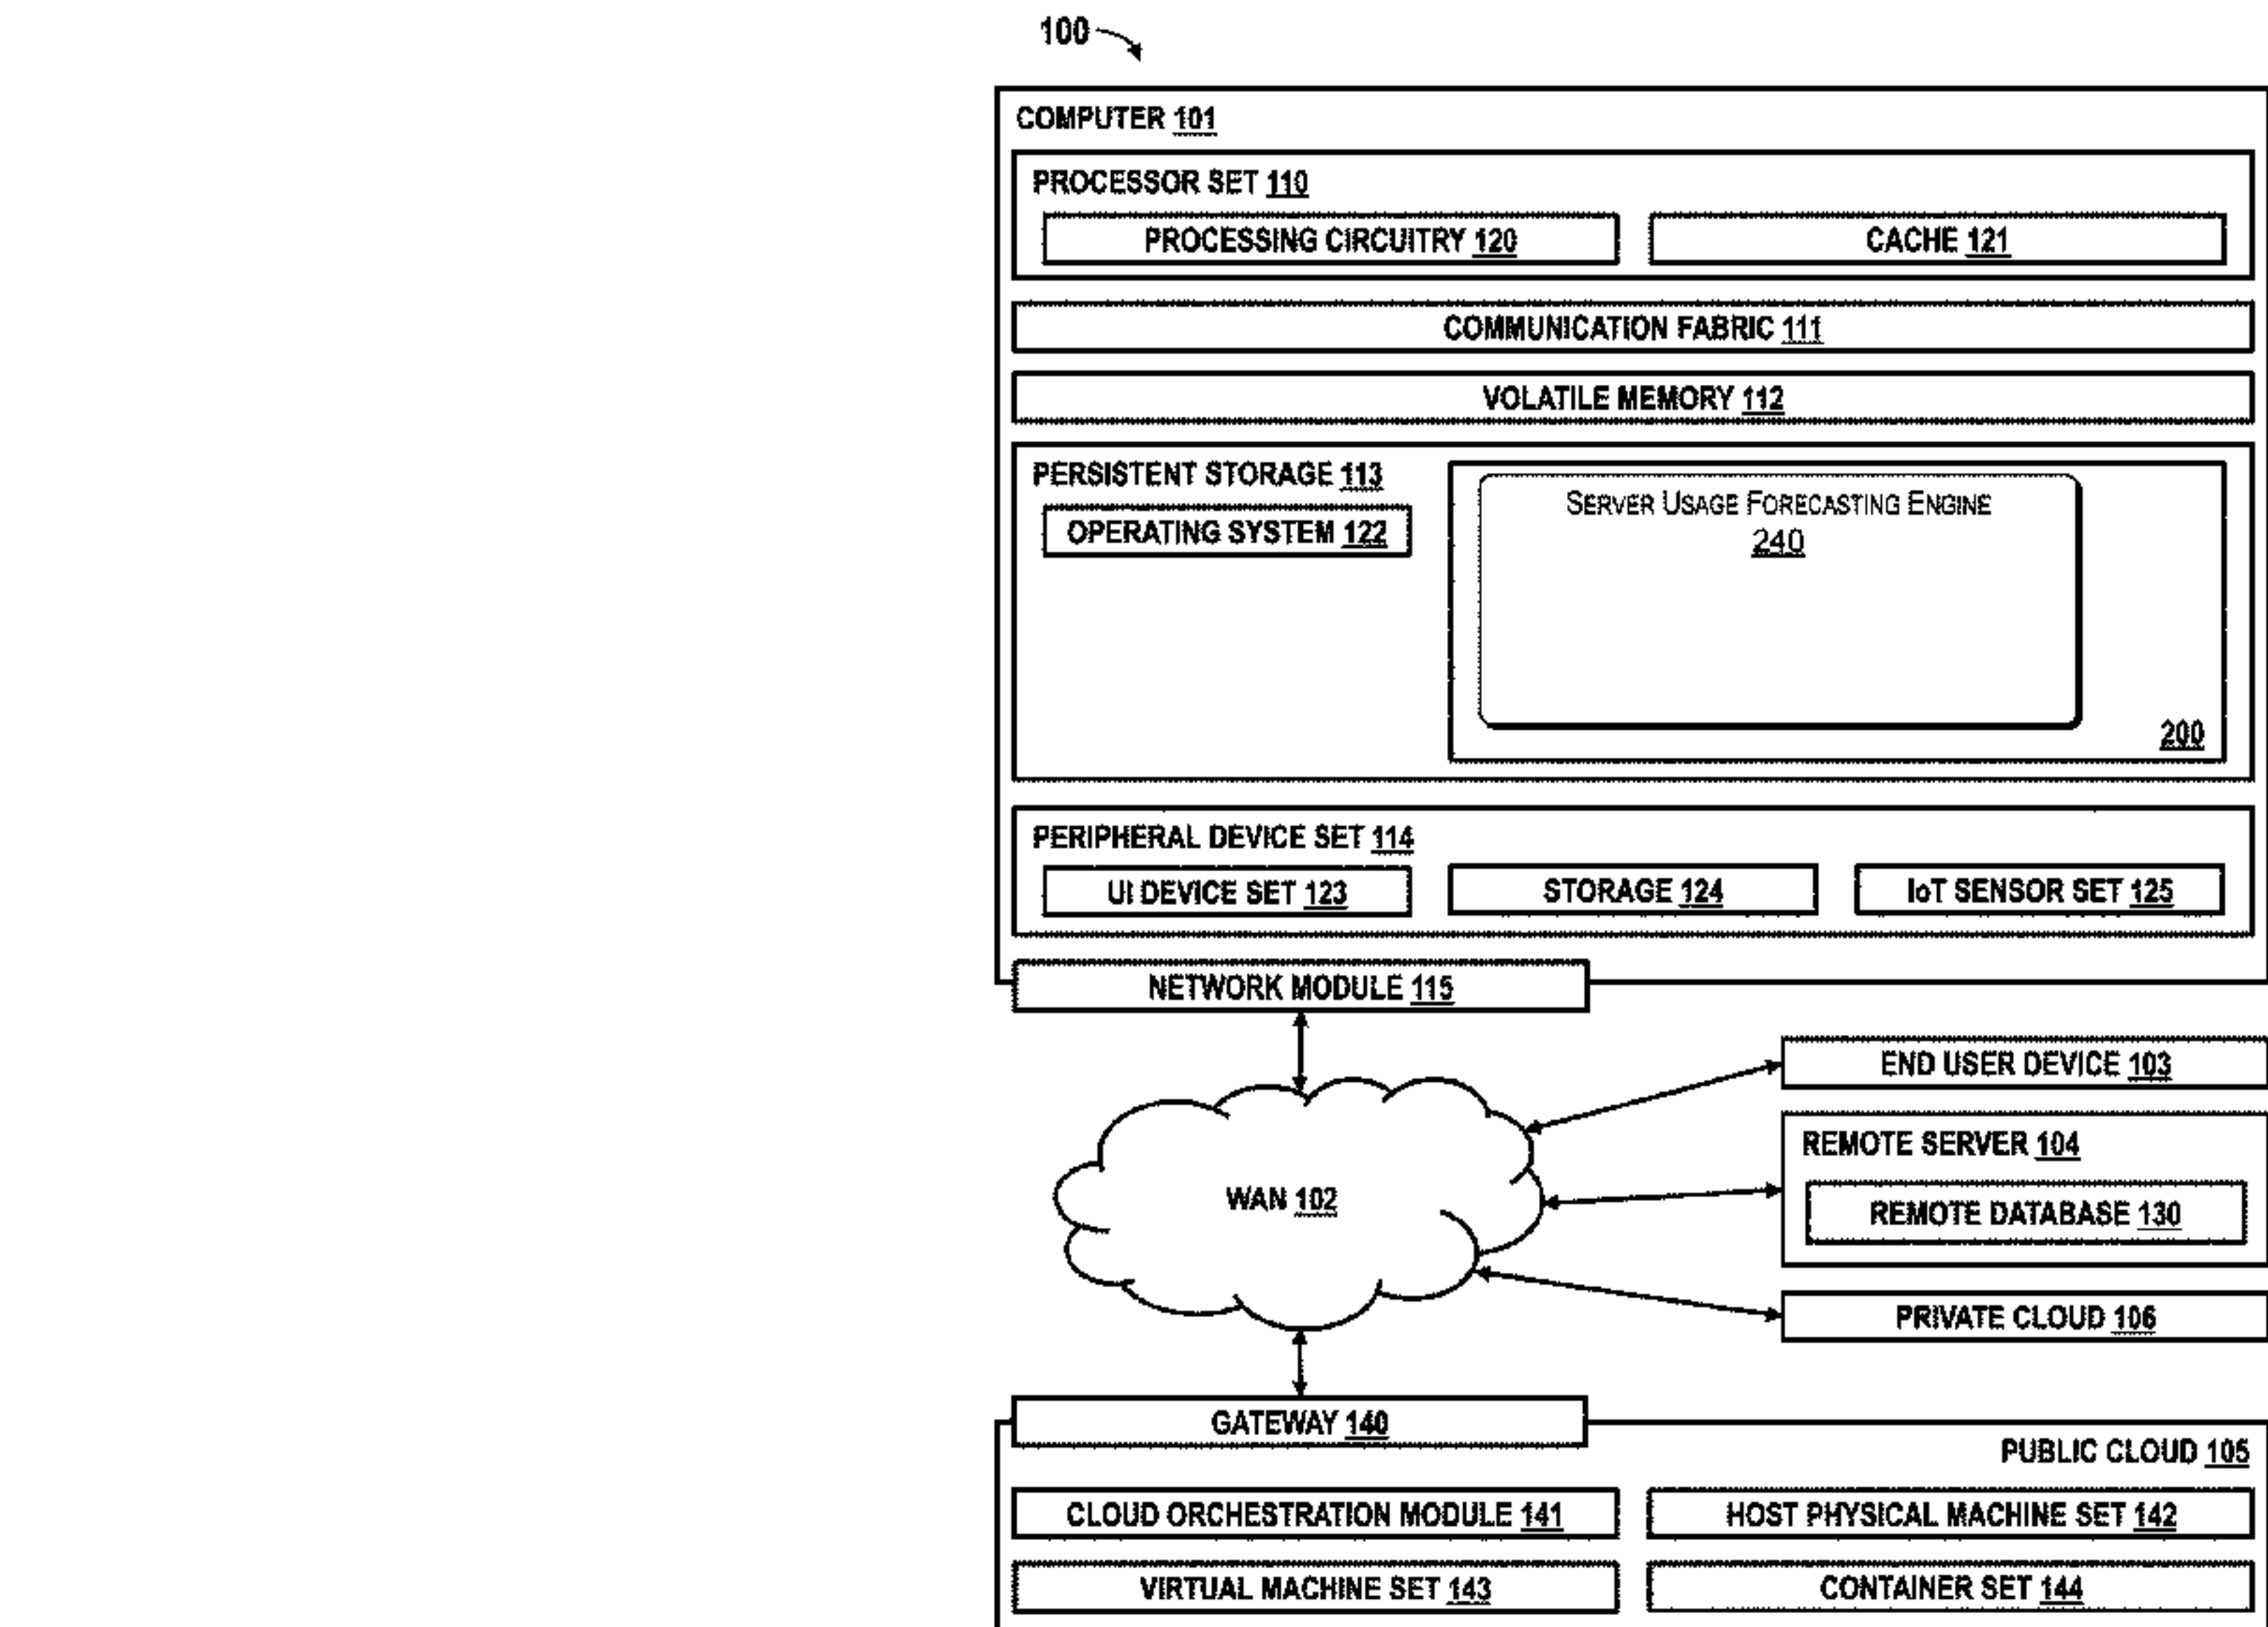 100
COMPUTER 101
PROCESSOR SET 110
PROCESSING CIRCUITRY 120
CACHE 121
COMMUNICATION FABRIC 111
VOLATILE MEMORY 112
PERSISTENT STORAGE 113
OPERATING SYSTEM 122
SERVER USAGE FORECASTING ENGINE
240
200
PERIPHERAL DEVICE SET 114
UI DEVICE SET 123
STORAGE 124
IoT SENSOR SET 125
NETWORK MODULE 115
END USER DEVICE 103
REMOTE SERVER 104
WAN 102
REMOTE DATABASE 130
PRIVATE CLOUD 106
GATEWAY 140
PUBLIC CLOUD 105
CLOUD ORCHESTRATION MODULE 141
HOST PHYSICAL MACHINE SET 142
VIRTUAL MACHINE SET 143
CONTAINER SET 144